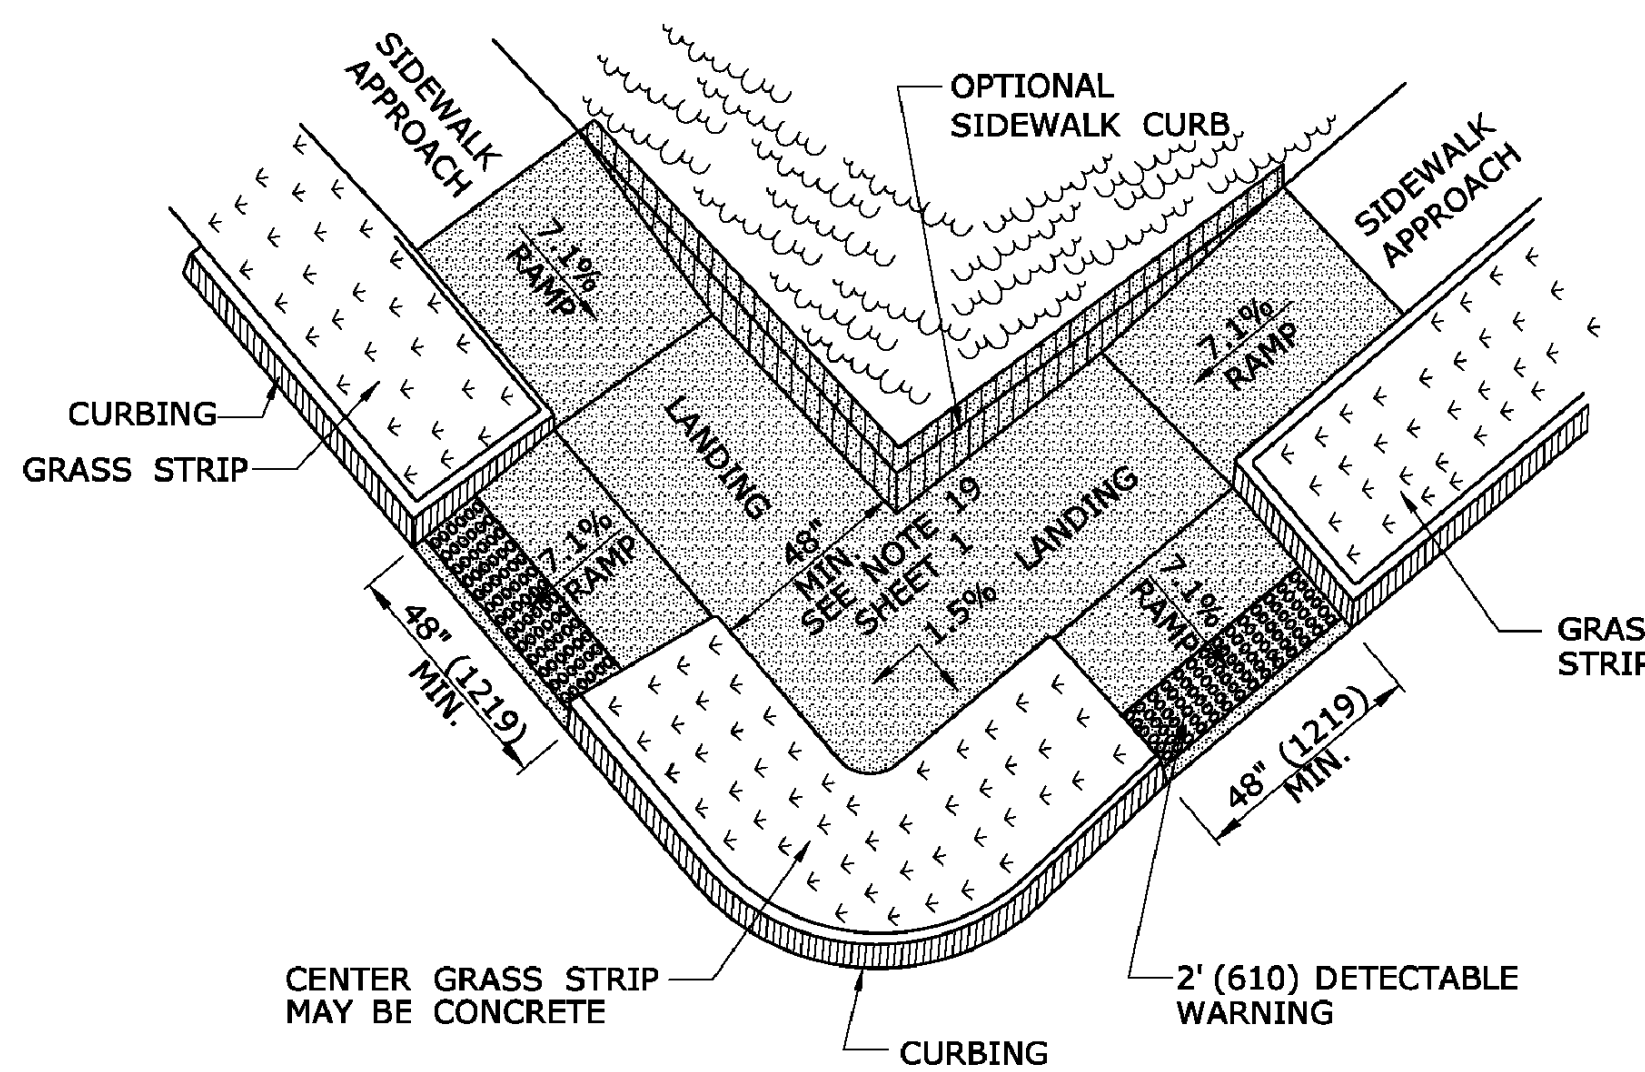 SIDEWALK
APPROACH
OPTIONAL
SIDEWALK CURB
SIDEWALK
APPROACH
7.1%
RAMP
7.1%
RAMP
CURBING
GRASS STRIP
LANDING
LANDING
48"
MIN.
SEE NOTE 19
SHEET 1
1.5%
7.1%
RAMP
7.1%
RAMP
48" (1219)
MIN.
48" (1219)
MIN.
GRAS
STRIP
CENTER GRASS STRIP
MAY BE CONCRETE
2' (610) DETECTABLE
WARNING
CURBING